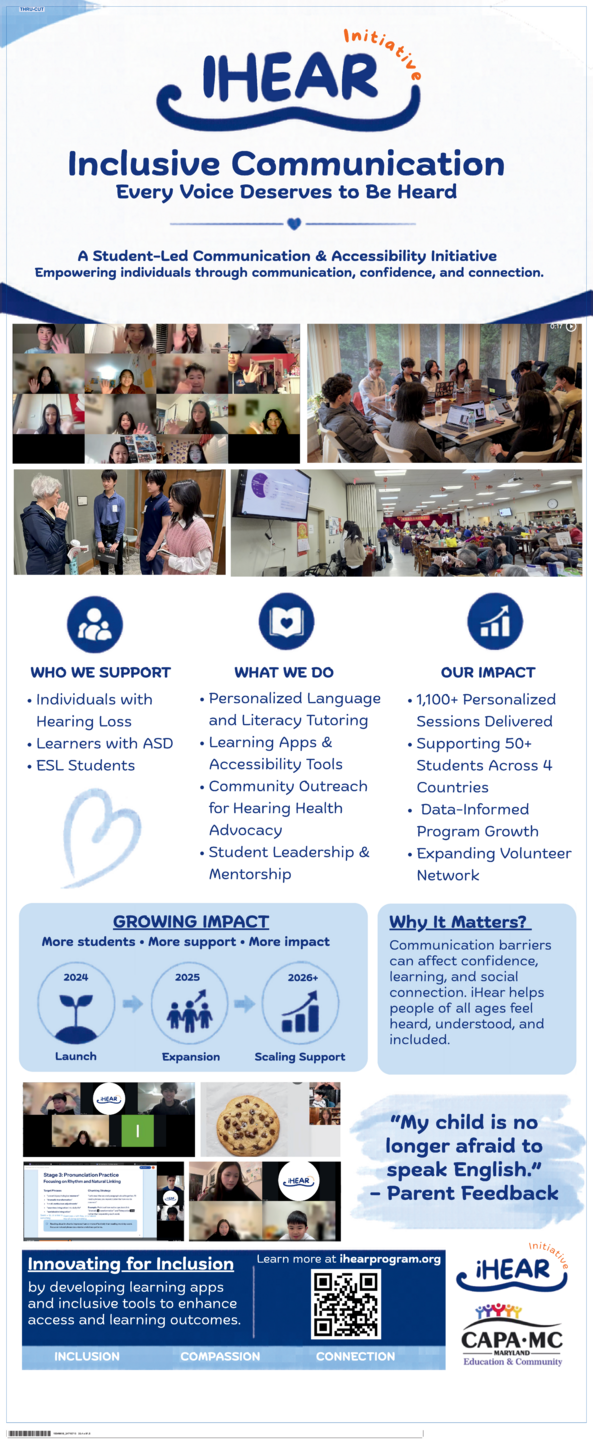 THRU-CUT
Initiative
IHEAR
Inclusive Communication
Every Voice Deserves to Be Heard
A Student-Led Communication & Accessibility Initiative
Empowering individuals through communication, confidence, and connection.
0:17
WHO WE SUPPORT
• Individuals with
Hearing Loss
• Learners with ASD
• ESL Students
WHAT WE DO
• Personalized Language
and Literacy Tutoring
• Learning Apps &
Accessibility Tools
• Community Outreach
for Hearing Health
Advocacy
• Student Leadership &
Mentorship
OUR IMPACT
• 1,100+ Personalized
Sessions Delivered
• Supporting 50+
Students Across 4
Countries
• Data-Informed
Program Growth
• Expanding Volunteer
Network
GROWING IMPACT
More students • More support • More impact
2024
Launch
2025
Expansion
2026+
Scaling Support
Why It Matters?
Communication barriers
can affect confidence,
learning, and social
connection. iHear helps
people of all ages feel
heard, understood, and
included.
iHEAR
I
Stage 3: Pronunciation Practice
Focusing on Rhythm and Natural Linking
iHEAR
iHEAR
"My child is no
longer afraid to
speak English."
– Parent Feedback
Innovating for Inclusion
by developing learning apps
and inclusive tools to enhance
access and learning outcomes.
Learn more at ihearprogram.org
INCLUSION COMPASSION CONNECTION
Initiative
iHEAR
CAPA·MC
MARYLAND
Education & Community